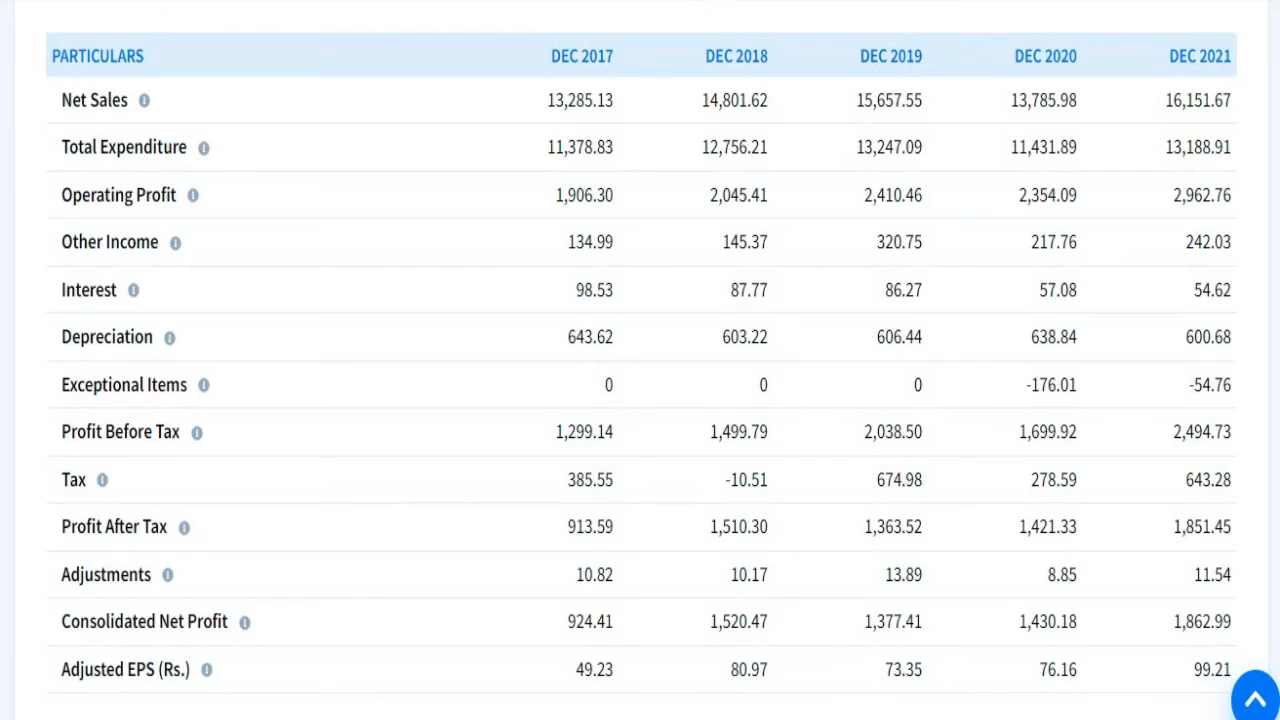 PARTICULARS DEC 2017 DEC 2018 DEC 2019 DEC 2020 DEC 2021
Net Sales 13,285.13 14,801.62 15,657.55 13,785.98 16,151.67
Total Expenditure 11,378.83 12,756.21 13,247.09 11,431.89 13,188.91
Operating Profit 1,906.30 2,045.41 2,410.46 2,354.09 2,962.76
Other Income 134.99 145.37 320.75 217.76 242.03
Interest 98.53 87.77 86.27 57.08 54.62
Depreciation 643.62 603.22 606.44 638.84 600.68
Exceptional Items 0 0 0 -176.01 -54.76
Profit Before Tax 1,299.14 1,499.79 2,038.50 1,699.92 2,494.73
Tax 385.55 -10.51 674.98 278.59 643.28
Profit After Tax 913.59 1,510.30 1,363.52 1,421.33 1,851.45
Adjustments 10.82 10.17 13.89 8.85 11.54
Consolidated Net Profit 924.41 1,520.47 1,377.41 1,430.18 1,862.99
Adjusted EPS (Rs.) 49.23 80.97 73.35 76.16 99.21